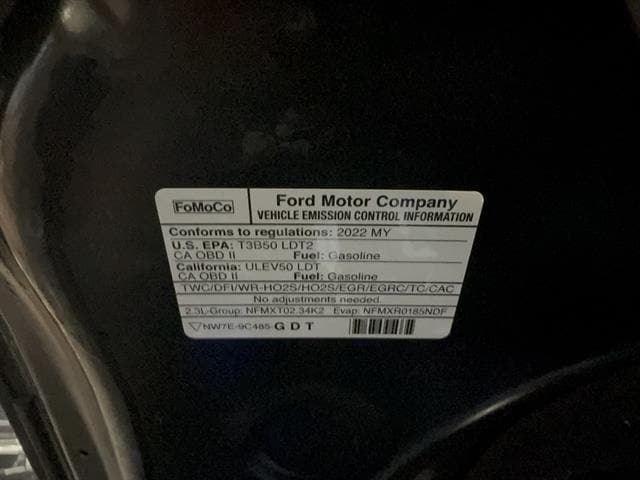 FoMoCo
Ford Motor Company
VEHICLE EMISSION CONTROL INFORMATION
Conforms to regulations: 2022 MY
U.S. EPA: T3B50 LDT2
CA OBD II Fuel: Gasoline
California: ULEV50 LDT
CA OBD II Fuel: Gasoline
TWC/DFI/WR-HO2S/HO2S/EGR/EGRC/TC/CAC
No adjustments needed.
2.3L-Group: NFMXT02.34K2 Evap: NFMXR0185NDF
NW7E-9C485-GDT